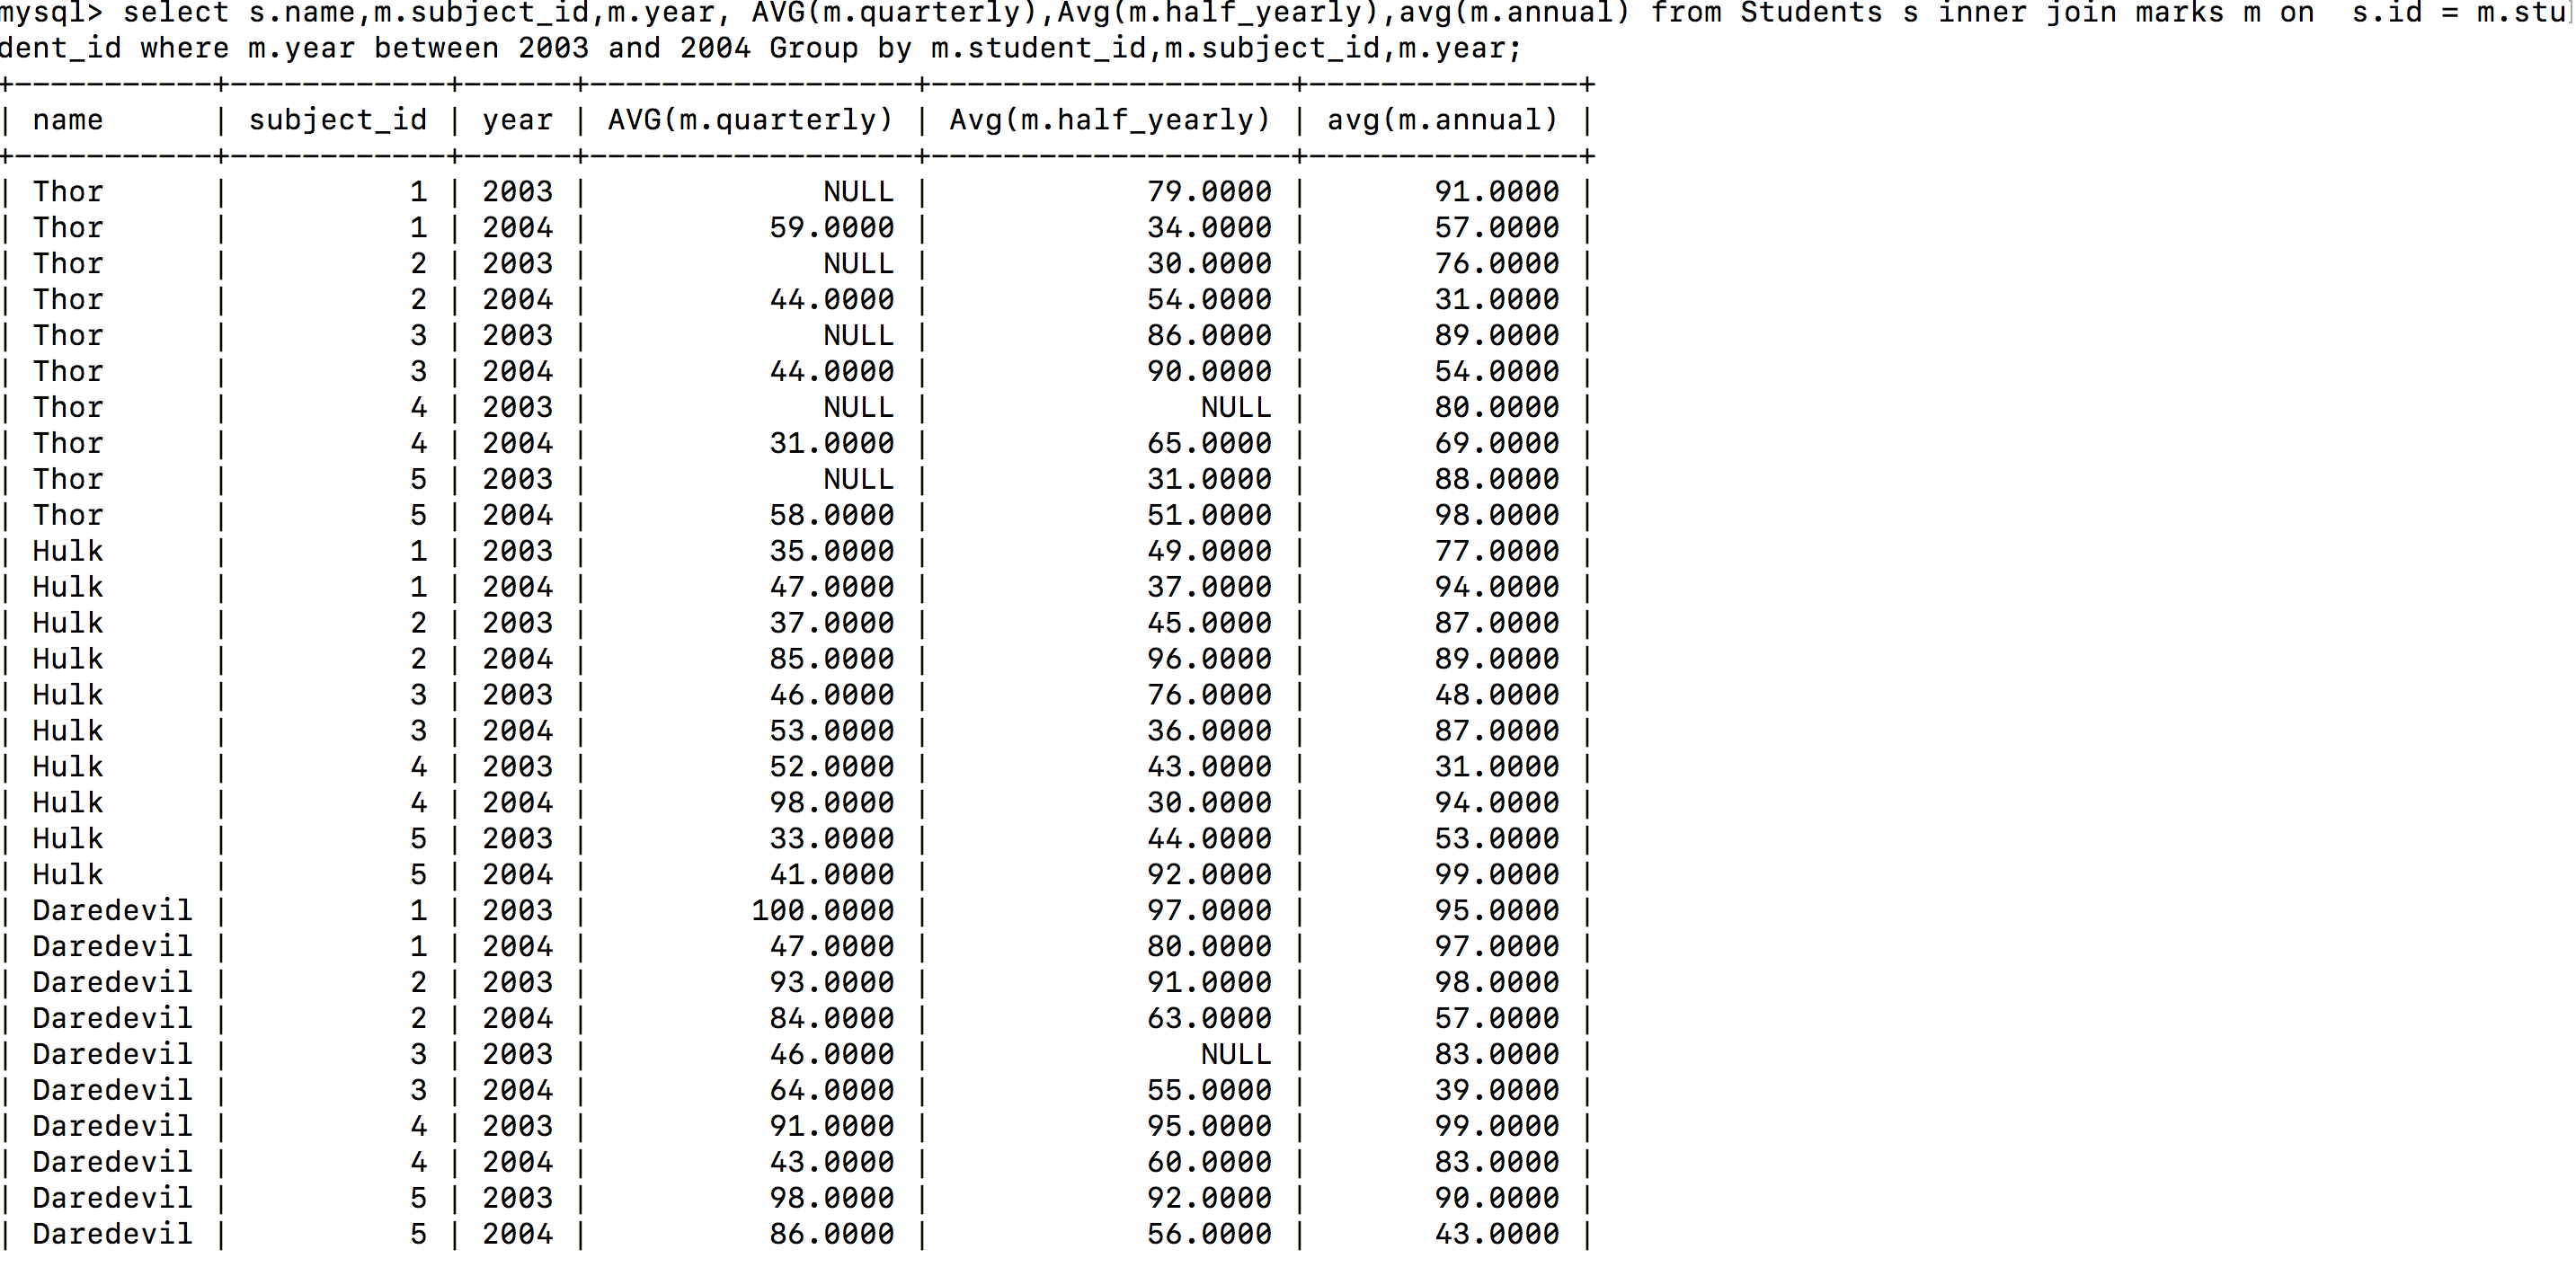 mysql> select s.name,m.subject_id,m.year, AVG(m.quarterly),Avg(m.half_yearly),avg(m.annual) from Students s inner join marks m on  s.id = m.stu
dent_id where m.year between 2003 and 2004 Group by m.student_id,m.subject_id,m.year;
+-----------+------------+------+------------------+--------------------+---------------+
| name      | subject_id | year | AVG(m.quarterly) | Avg(m.half_yearly) | avg(m.annual) |
+-----------+------------+------+------------------+--------------------+---------------+
| Thor      |          1 | 2003 |             NULL |            79.0000 |       91.0000 |
| Thor      |          1 | 2004 |          59.0000 |            34.0000 |       57.0000 |
| Thor      |          2 | 2003 |             NULL |            30.0000 |       76.0000 |
| Thor      |          2 | 2004 |          44.0000 |            54.0000 |       31.0000 |
| Thor      |          3 | 2003 |             NULL |            86.0000 |       89.0000 |
| Thor      |          3 | 2004 |          44.0000 |            90.0000 |       54.0000 |
| Thor      |          4 | 2003 |             NULL |               NULL |       80.0000 |
| Thor      |          4 | 2004 |          31.0000 |            65.0000 |       69.0000 |
| Thor      |          5 | 2003 |             NULL |            31.0000 |       88.0000 |
| Thor      |          5 | 2004 |          58.0000 |            51.0000 |       98.0000 |
| Hulk      |          1 | 2003 |          35.0000 |            49.0000 |       77.0000 |
| Hulk      |          1 | 2004 |          47.0000 |            37.0000 |       94.0000 |
| Hulk      |          2 | 2003 |          37.0000 |            45.0000 |       87.0000 |
| Hulk      |          2 | 2004 |          85.0000 |            96.0000 |       89.0000 |
| Hulk      |          3 | 2003 |          46.0000 |            76.0000 |       48.0000 |
| Hulk      |          3 | 2004 |          53.0000 |            36.0000 |       87.0000 |
| Hulk      |          4 | 2003 |          52.0000 |            43.0000 |       31.0000 |
| Hulk      |          4 | 2004 |          98.0000 |            30.0000 |       94.0000 |
| Hulk      |          5 | 2003 |          33.0000 |            44.0000 |       53.0000 |
| Hulk      |          5 | 2004 |          41.0000 |            92.0000 |       99.0000 |
| Daredevil |          1 | 2003 |         100.0000 |            97.0000 |       95.0000 |
| Daredevil |          1 | 2004 |          47.0000 |            80.0000 |       97.0000 |
| Daredevil |          2 | 2003 |          93.0000 |            91.0000 |       98.0000 |
| Daredevil |          2 | 2004 |          84.0000 |            63.0000 |       57.0000 |
| Daredevil |          3 | 2003 |          46.0000 |               NULL |       83.0000 |
| Daredevil |          3 | 2004 |          64.0000 |            55.0000 |       39.0000 |
| Daredevil |          4 | 2003 |          91.0000 |            95.0000 |       99.0000 |
| Daredevil |          4 | 2004 |          43.0000 |            60.0000 |       83.0000 |
| Daredevil |          5 | 2003 |          98.0000 |            92.0000 |       90.0000 |
| Daredevil |          5 | 2004 |          86.0000 |            56.0000 |       43.0000 |